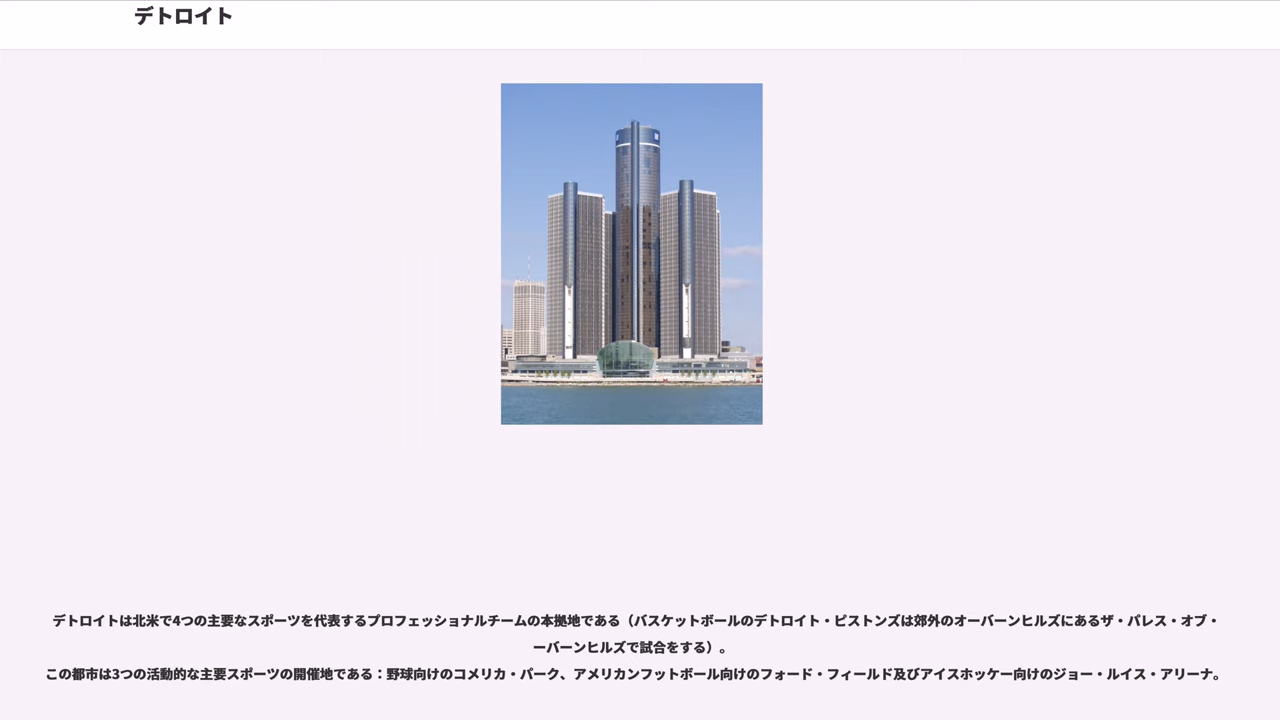 デトロイト
デトロイトは北米で4つの主要なスポーツを代表するプロフェッショナルチームの本拠地である（バスケットボールのデトロイト・ピストンズは郊外のオーバーンヒルズにあるザ・パレス・オブ・
ーバーンヒルズで試合をする）。
この都市は3つの活動的な主要スポーツの開催地である：野球向けのコメリカ・パーク、アメリカンフットボール向けのフォード・フィールド及びアイスホッケー向けのジョー・ルイス・アリーナ。